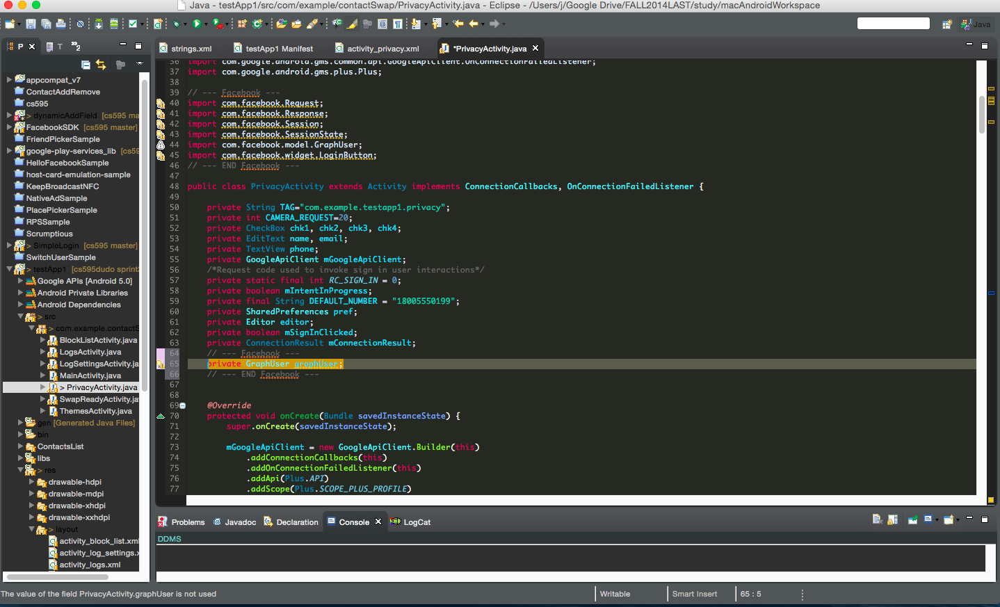 Java - testApp1/src/com/example/contactSwap/PrivacyActivity.java - Eclipse - /Users/j/Google Drive/FALL2014LAST/study/macAndroidWorkspace
Java
P T 2
strings.xml testApp1 Manifest activity_privacy.xml *PrivacyActivity.java
appcompat_v7
ContactAddRemove
cs595
> dynamicAddField [cs595 ma
FacebookSDK [cs595 master]
FriendPickerSample
google-play-services_lib [cs59
HelloFacebookSample
host-card-emulation-sample
KeepBroadcastNFC
NativeAdSample
PlacePickerSample
RPSSample
Scrumptious
> SimpleLogin [cs595 master]
SwitchUserSample
> testApp1 [cs595dudo sprint2
Google APIs [Android 5.0]
Android Private Libraries
Android Dependencies
> src
> com.example.contactS
BlockListActivity.java
LogsActivity.java
LogSettingsActivity.ja
MainActivity.java
> PrivacyActivity.java
SwapReadyActivity.ja
ThemesActivity.java
gen [Generated Java Files]
bin
ContactsList
libs
> res
drawable-hdpi
drawable-mdpi
drawable-xhdpi
drawable-xxhdpi
> layout
activity_block_list.xml
activity_log_settings.x
activity_logs.xml
36 import com.google.android.gms.common.api.GoogleApiClient.OnConnectionFailedListener;
37 import com.google.android.gms.plus.Plus;
38
39 // --- Facebook ---
40 import com.facebook.Request;
41 import com.facebook.Response;
42 import com.facebook.Session;
43 import com.facebook.SessionState;
44 import com.facebook.model.GraphUser;
45 import com.facebook.widget.LoginButton;
46 // --- END Facebook ---
47
48 public class PrivacyActivity extends Activity implements ConnectionCallbacks, OnConnectionFailedListener {
49
50 private String TAG="com.example.testapp1.privacy";
51 private int CAMERA_REQUEST=20;
52 private CheckBox chk1, chk2, chk3, chk4;
53 private EditText name, email;
54 private TextView phone;
55 private GoogleApiClient mGoogleApiClient;
56 /*Request code used to invoke sign in user interactions*/
57 private static final int RC_SIGN_IN = 0;
58 private boolean mIntentInProgress;
59 private final String DEFAULT_NUMBER = "18005550199";
60 private SharedPreferences pref;
61 private Editor editor;
62 private boolean mSignInClicked;
63 private ConnectionResult mConnectionResult;
64 // --- Facebook ---
65 private GraphUser graphUser;
66 // --- END Facebook ---
67
68
69 @Override
70 protected void onCreate(Bundle savedInstanceState) {
71 super.onCreate(savedInstanceState);
72
73 mGoogleApiClient = new GoogleApiClient.Builder(this)
74 .addConnectionCallbacks(this)
75 .addOnConnectionFailedListener(this)
76 .addApi(Plus.API)
77 .addScope(Plus.SCOPE_PLUS_PROFILE)
Problems Javadoc Declaration Console LogCat
DDMS
The value of the field PrivacyActivity.graphUser is not used Writable Smart Insert 65 : 5